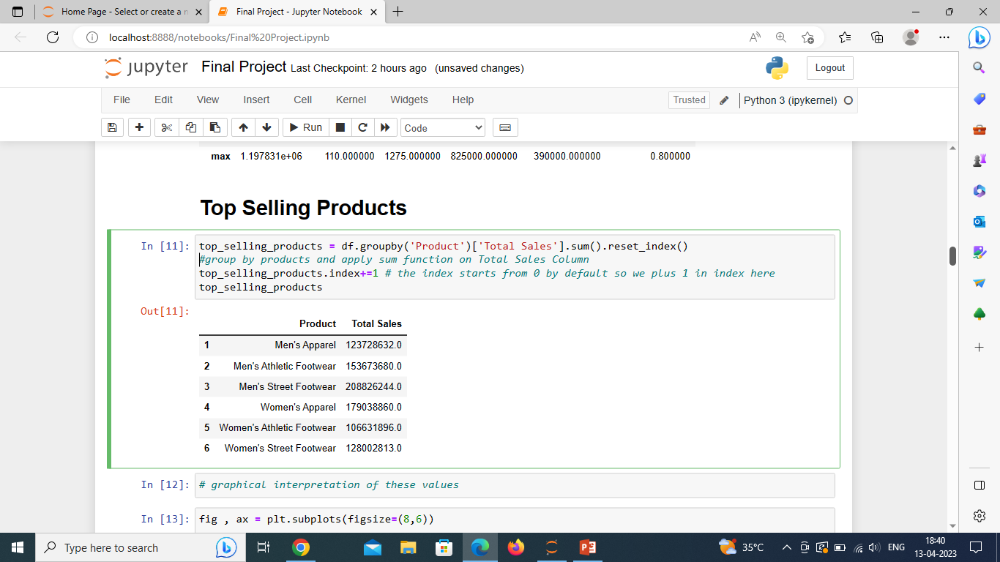 Home Page - Select or create a n
Final Project - Jupyter Notebook
localhost:8888/notebooks/Final%20Project.ipynb
jupyter Final Project Last Checkpoint: 2 hours ago (unsaved changes)
Logout
File Edit View Insert Cell Kernel Widgets Help
Trusted
Python 3 (ipykernel)
Run
Code
max 1.197831e+06 110.000000 1275.000000 825000.000000 390000.000000 0.800000
Top Selling Products
In [11]: top_selling_products = df.groupby('Product')['Total Sales'].sum().reset_index()
#group by products and apply sum function on Total Sales Column
top_selling_products.index+=1 # the index starts from 0 by default so we plus 1 in index here
top_selling_products
Out[11]:
Product Total Sales
1 Men's Apparel 123728632.0
2 Men's Athletic Footwear 153673680.0
3 Men's Street Footwear 208826244.0
4 Women's Apparel 179038860.0
5 Women's Athletic Footwear 106631896.0
6 Women's Street Footwear 128002813.0
In [12]: # graphical interpretation of these values
In [13]: fig , ax = plt.subplots(figsize=(8,6))
Type here to search
35°C
ENG
18:40
13-04-2023